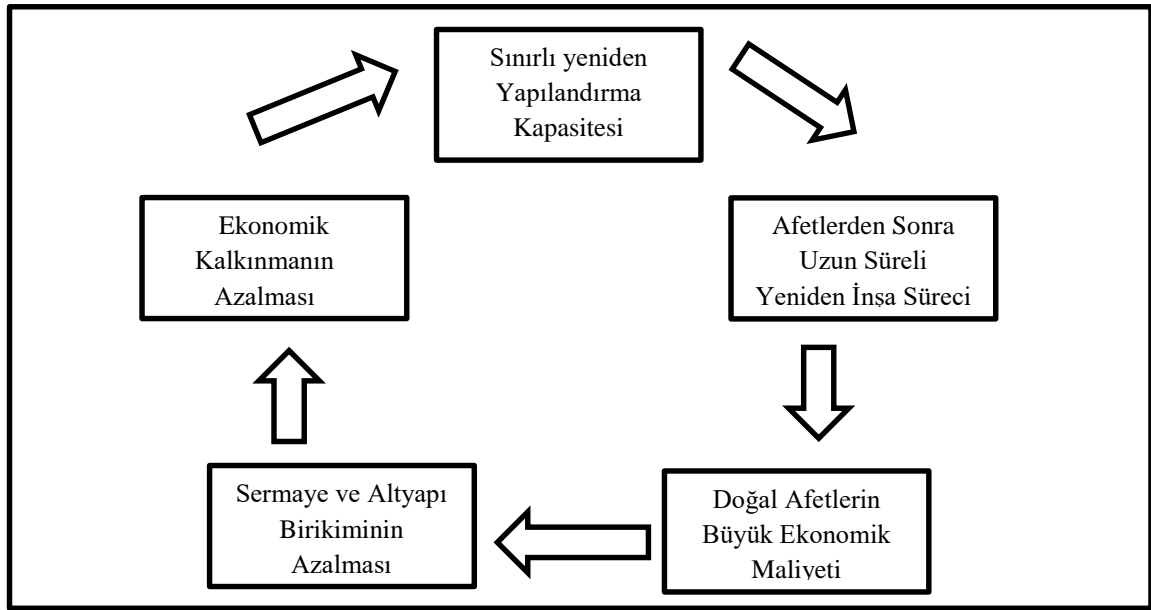 Sınırlı yeniden
Yapılandırma
Kapasitesi
Afetlerden Sonra
Uzun Süreli
Yeniden İnşa Süreci
Doğal Afetlerin
Büyük Ekonomik
Maliyeti
Sermaye ve Altyapı
Birikiminin
Azalması
Ekonomik
Kalkınmanın
Azalması